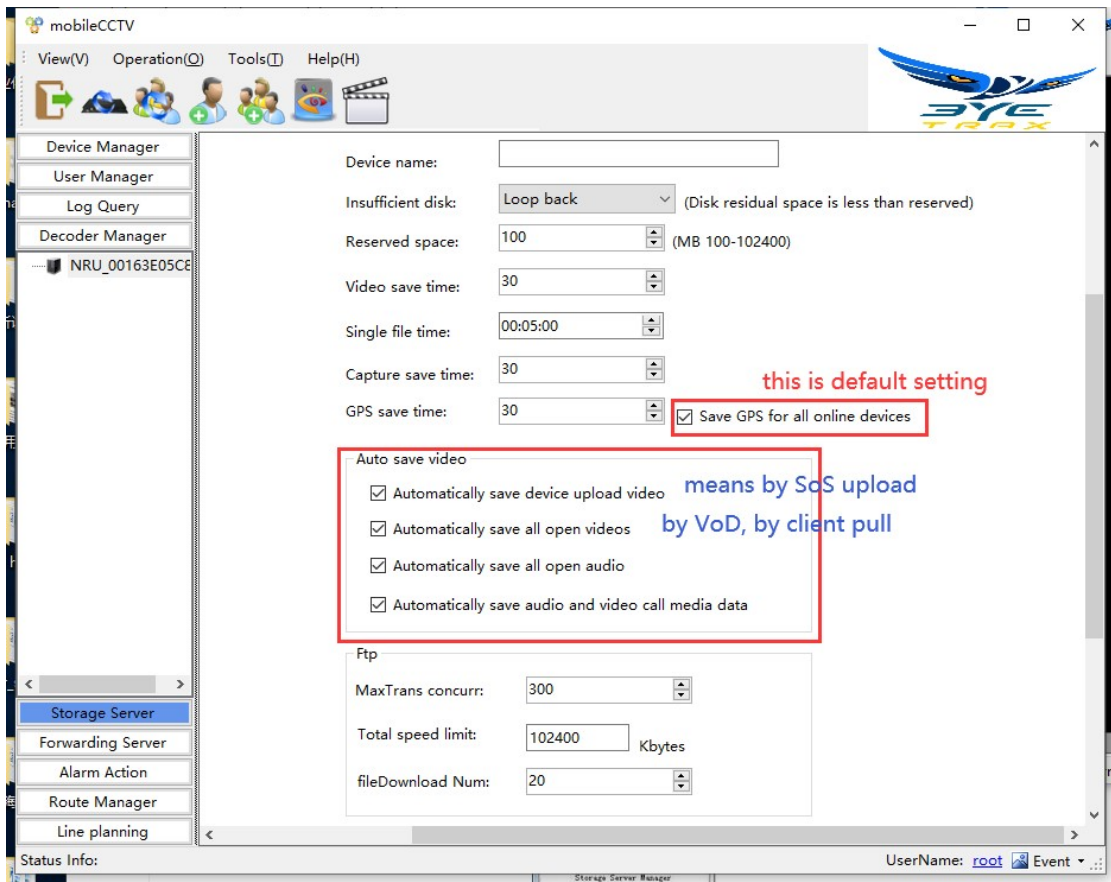 mobileCCTV
View(V) Operation(O) Tools(T) Help(H)
3YE
TRAX
Device Manager
User Manager
Log Query
Decoder Manager
NRU_00163E05C8
Storage Server
Forwarding Server
Alarm Action
Route Manager
Line planning
Device name:
Insufficient disk: Loop back (Disk residual space is less than reserved)
Reserved space: 100 (MB 100-102400)
Video save time: 30
Single file time: 00:05:00
Capture save time: 30
this is default setting
GPS save time: 30 Save GPS for all online devices
Auto save video
Automatically save device upload video means by SoS upload
Automatically save all open videos by VoD, by client pull
Automatically save all open audio
Automatically save audio and video call media data
Ftp
MaxTrans concurr: 300
Total speed limit: 102400 Kbytes
fileDownload Num: 20
Status Info: UserName: root Event
Storage Server Manager